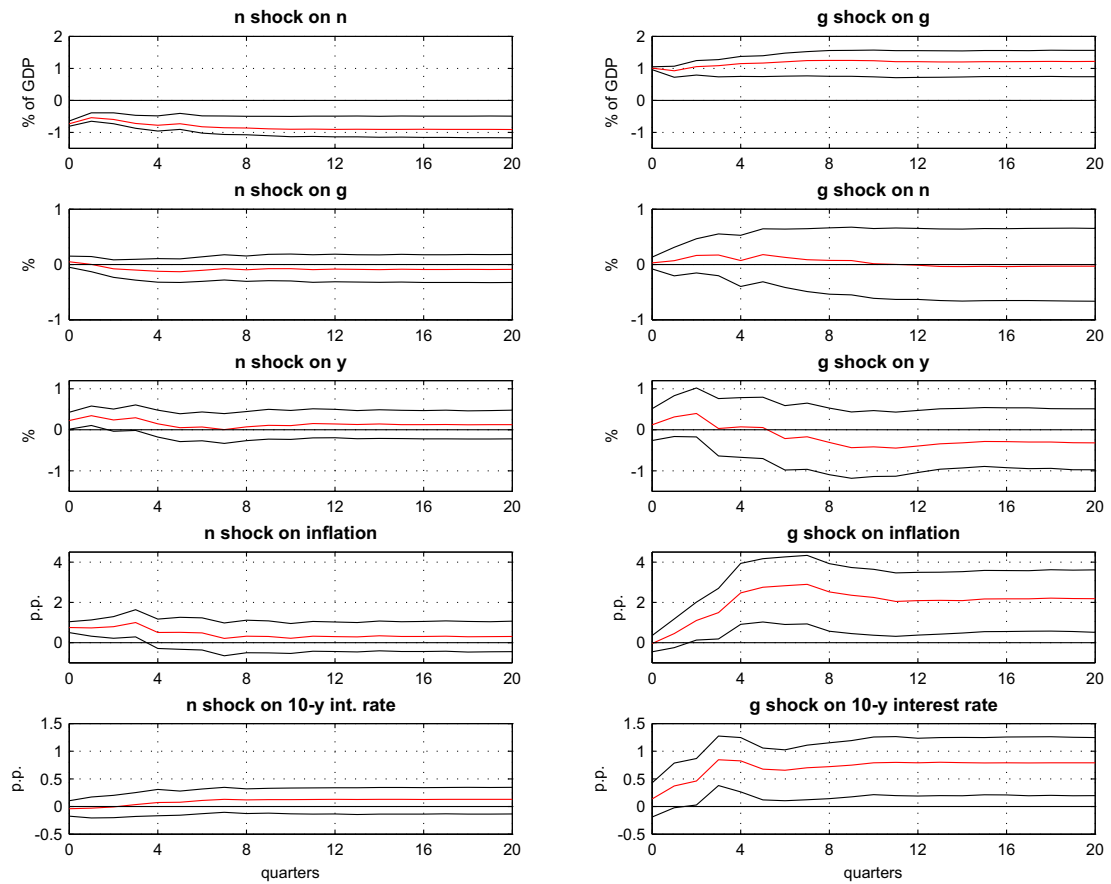 n shock on n
% of GDP
2
1
0
-1
0 4 8 12 16 20
g shock on g
% of GDP
2
1
0
-1
0 4 8 12 16 20
n shock on g
%
1
0
-1
0 4 8 12 16 20
g shock on n
%
1
0
-1
0 4 8 12 16 20
n shock on y
%
1
0
-1
0 4 8 12 16 20
g shock on y
%
1
0
-1
0 4 8 12 16 20
n shock on inflation
p.p.
4
2
0
0 4 8 12 16 20
g shock on inflation
p.p.
4
2
0
0 4 8 12 16 20
n shock on 10-y int. rate
p.p.
1.5
1
0.5
0
-0.5
0 4 8 12 16 20
quarters
g shock on 10-y interest rate
p.p.
1.5
1
0.5
0
-0.5
0 4 8 12 16 20
quarters